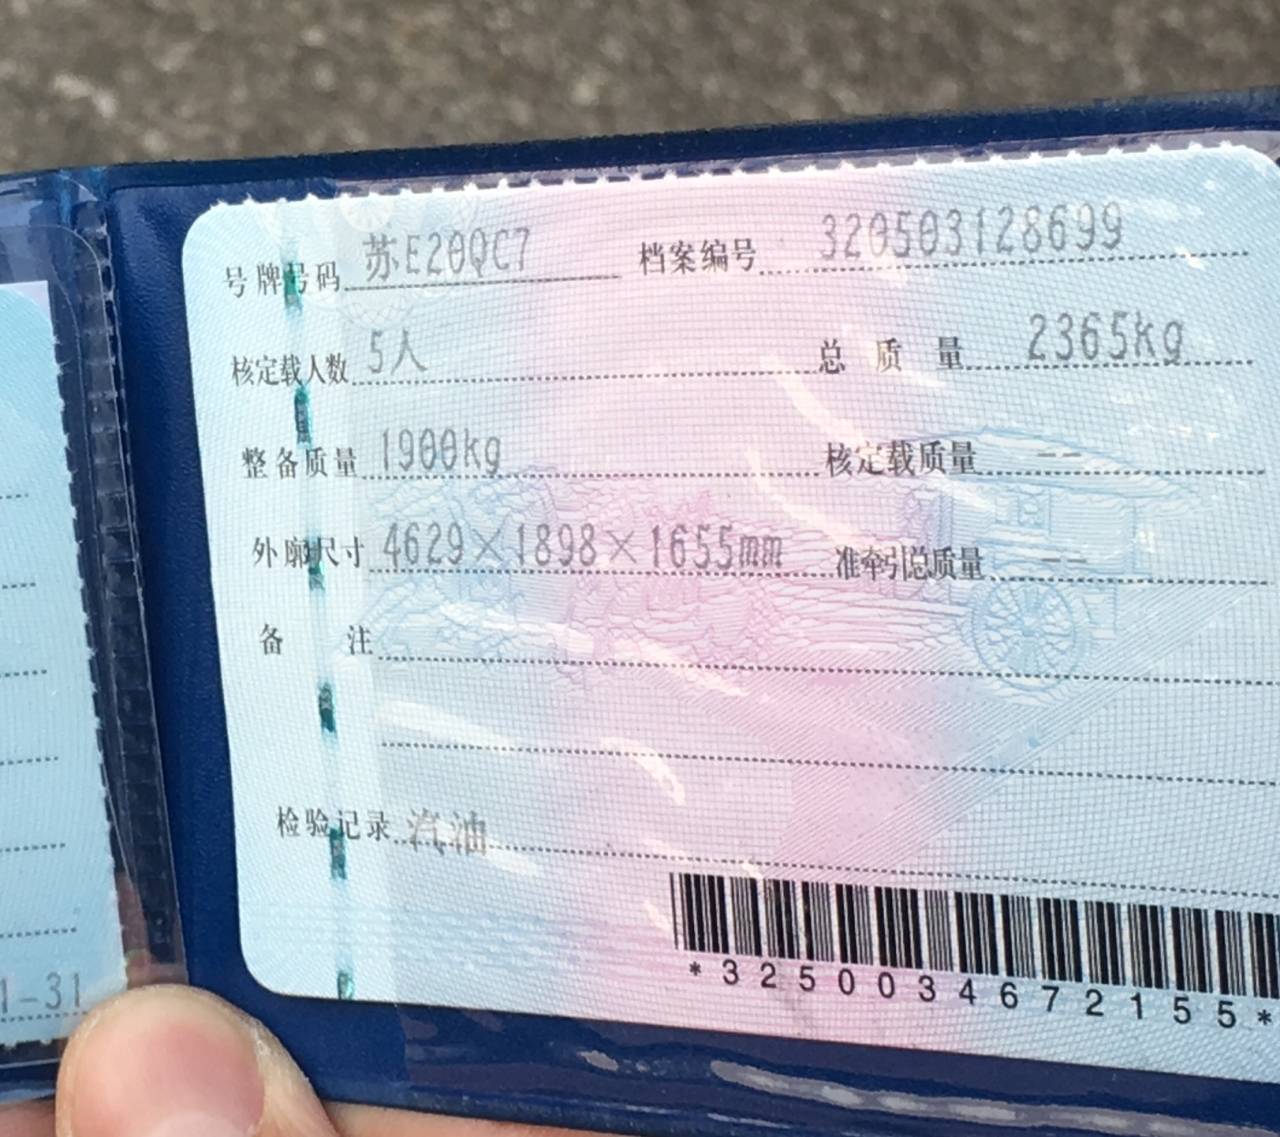 号牌号码 苏E20QC7 档案编号 320503128699
核定载人数 5人 总质量 2365kg
整备质量 1900kg 核定载质量 --
外廓尺寸 4629×1898×1655mm 准牵引总质量 --
备注
检验记录 汽油
*3250034672155*
1-31